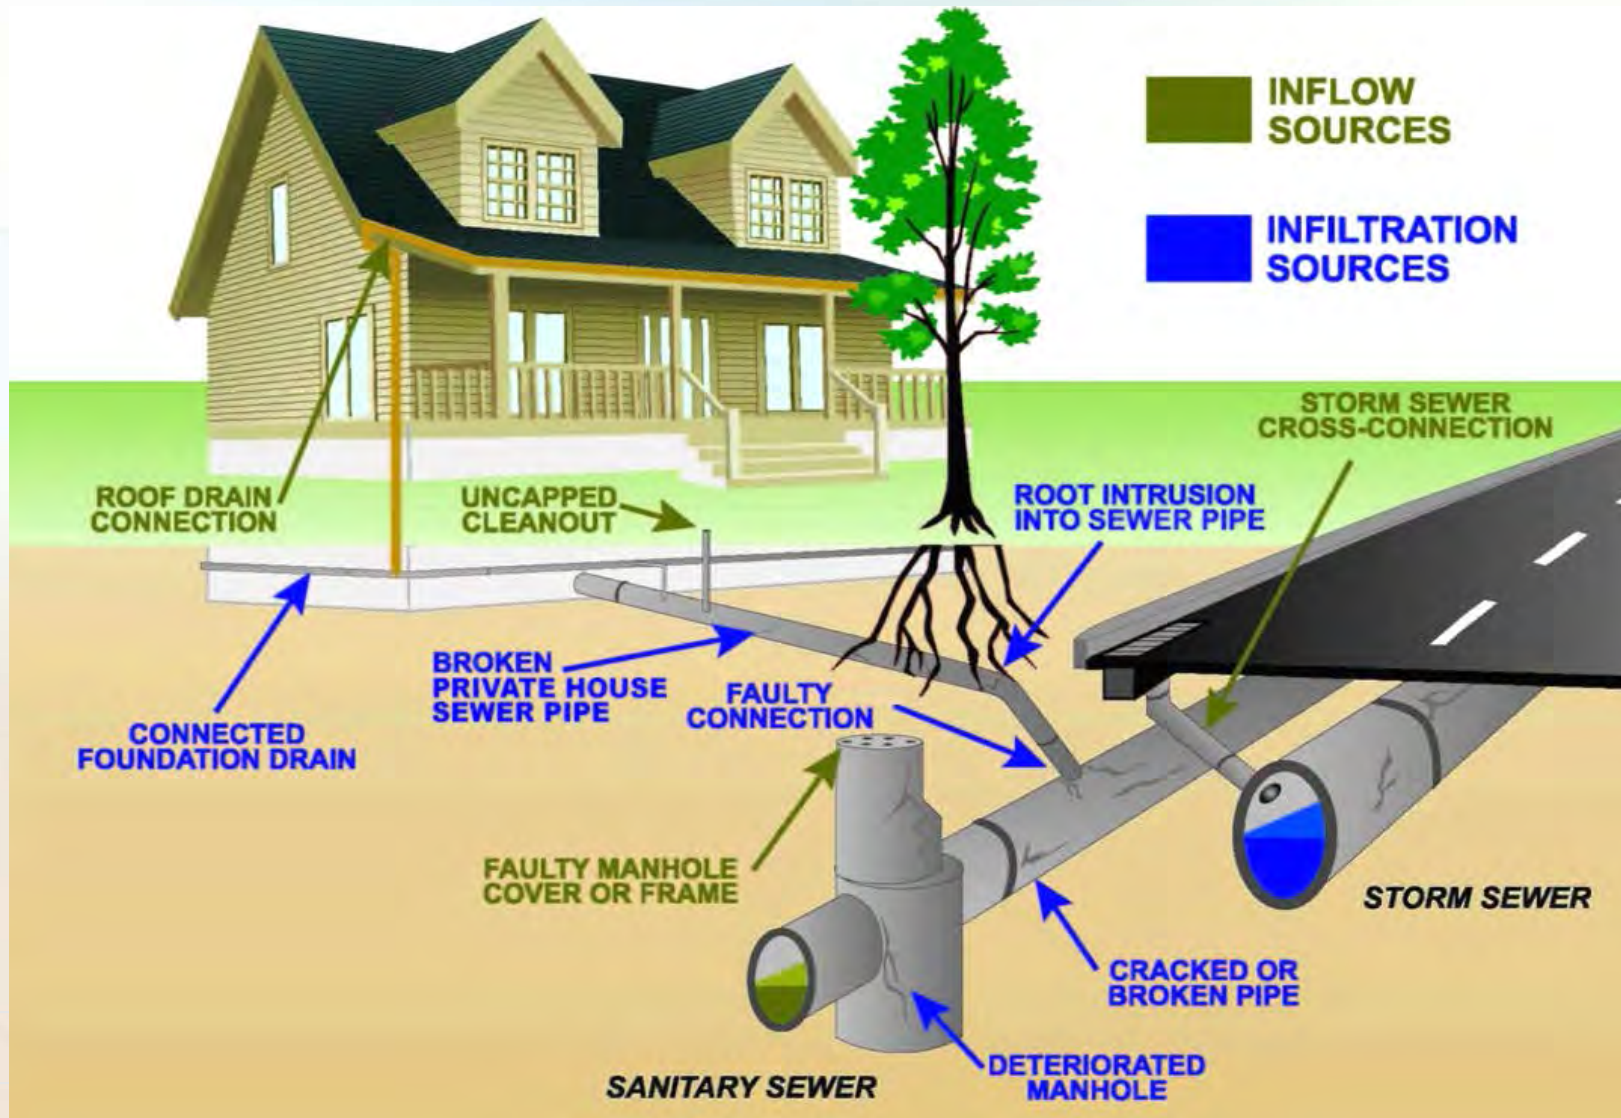 INFLOW
SOURCES
INFILTRATION
SOURCES
STORM SEWER
CROSS-CONNECTION
ROOF DRAIN
CONNECTION
UNCAPPED
CLEANOUT
ROOT INTRUSION
INTO SEWER PIPE
BROKEN
PRIVATE HOUSE
SEWER PIPE
FAULTY
CONNECTION
CONNECTED
FOUNDATION DRAIN
FAULTY MANHOLE
COVER OR FRAME
STORM SEWER
CRACKED OR
BROKEN PIPE
DETERIORATED
MANHOLE
SANITARY SEWER